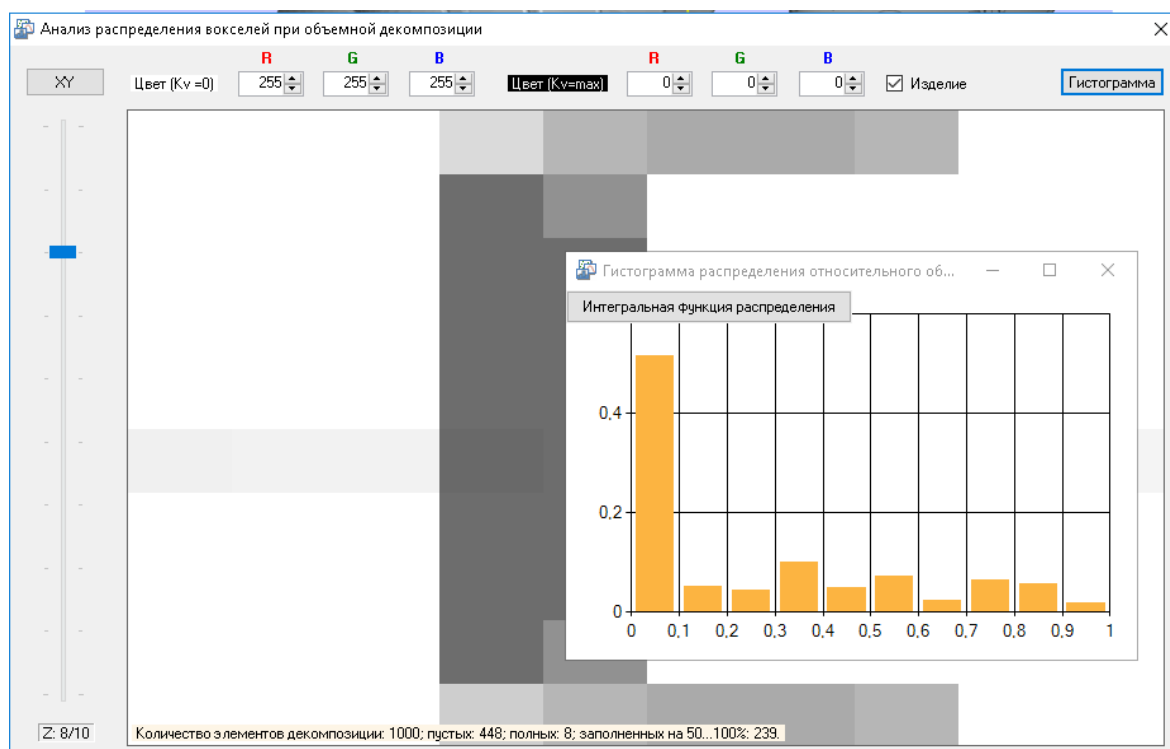 Анализ распределения вокселей при объемной декомпозиции
R G B R G B
XY Цвет (Kv =0) 255 255 255 Цвет (Kv=max) 0 0 0 Изделие Гистограмма
Гистограмма распределения относительного об...
Интегральная функция распределения
0,4
0,2
0
0 0,1 0,2 0,3 0,4 0,5 0,6 0,7 0,8 0,9 1
Z: 8/10 Количество элементов декомпозиции: 1000; пустых: 448; полных: 8; заполненных на 50...100%: 239.